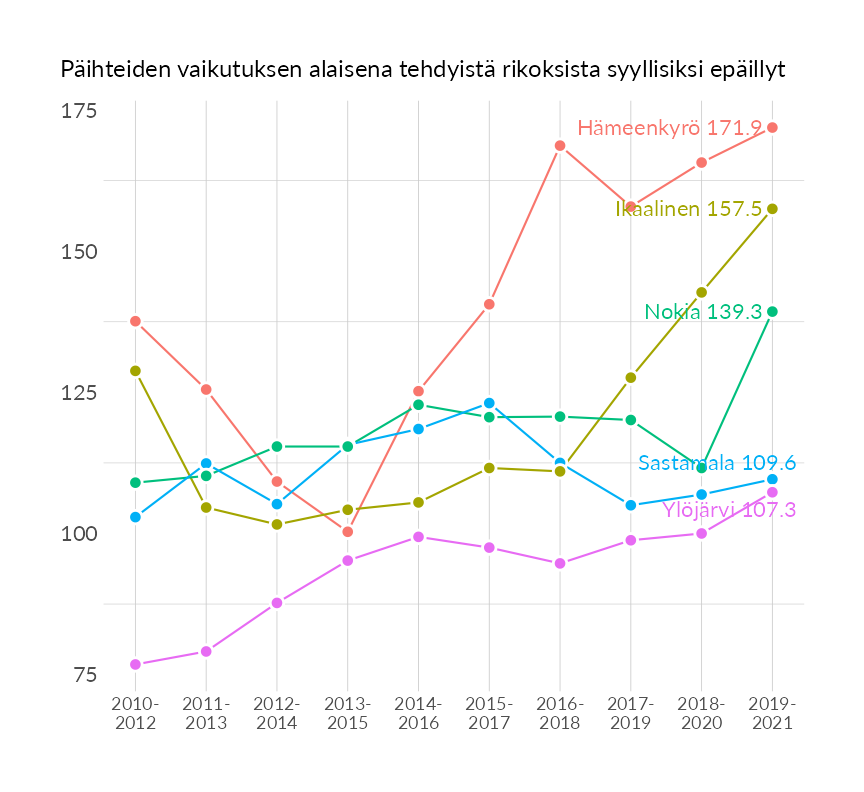 Päihteiden vaikutuksen alaisena tehdyistä rikoksista syyllisiksi epäillyt
175
Hämeenkyrö 171.9
Ikaalinen 157.5
150
Nokia 139.3
125
Sastamala 109.6
Ylöjärvi 107.3
100
75
2010- 2011- 2012- 2013- 2014- 2015- 2016- 2017- 2018- 2019-
2012 2013 2014 2015 2016 2017 2018 2019 2020 2021